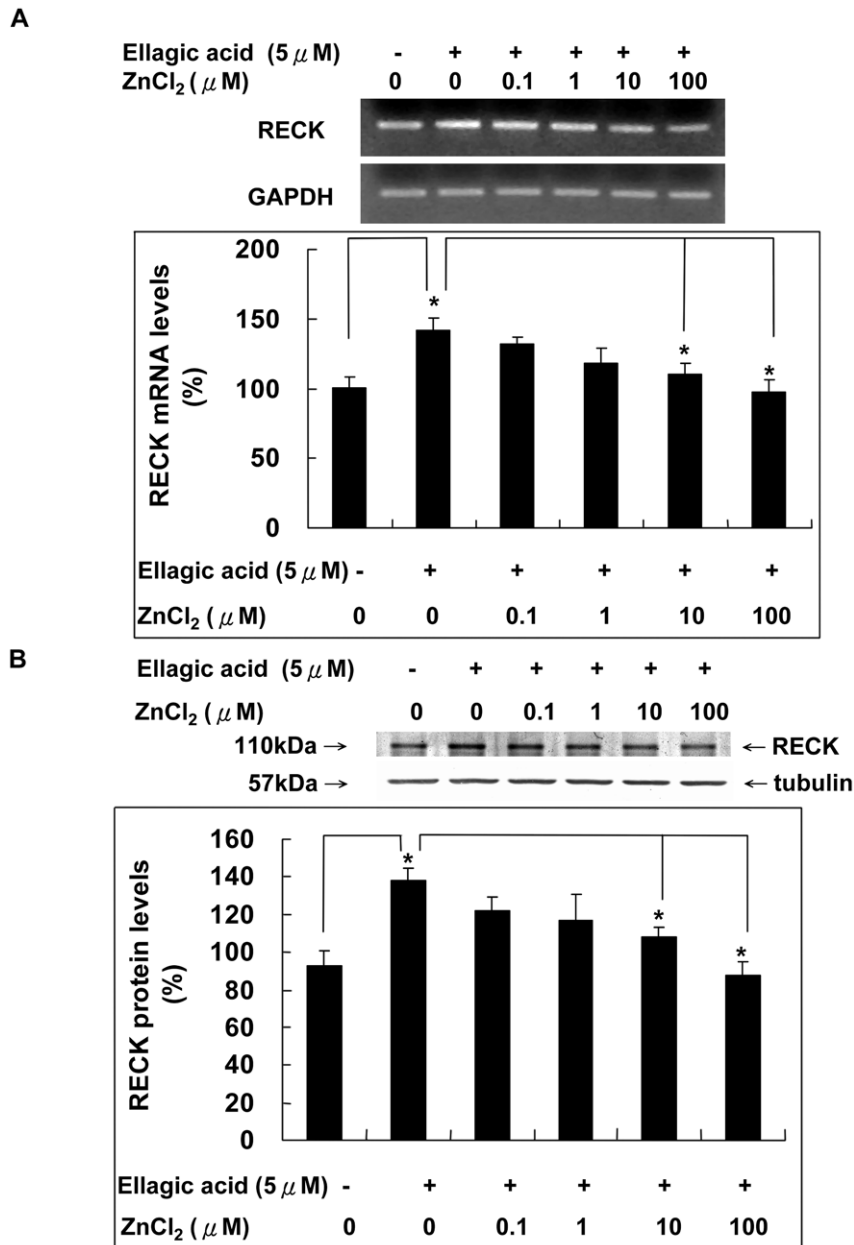 A
Ellagic acid (5 μM) - + + + + +
ZnCl₂ (μM) 0 0 0.1 1 10 100
RECK
GAPDH
RECK mRNA levels (%)
200
150
100
50
0
* * *
Ellagic acid (5 μM) - + + + + +
ZnCl₂ (μM) 0 0 0.1 1 10 100
B
Ellagic acid (5 μM) - + + + + +
ZnCl₂ (μM) 0 0 0.1 1 10 100
110kDa → ← RECK
57kDa → ← tubulin
RECK protein levels (%)
160
140
120
100
80
60
40
20
0
* * *
Ellagic acid (5 μM) - + + + + +
ZnCl₂ (μM) 0 0 0.1 1 10 100